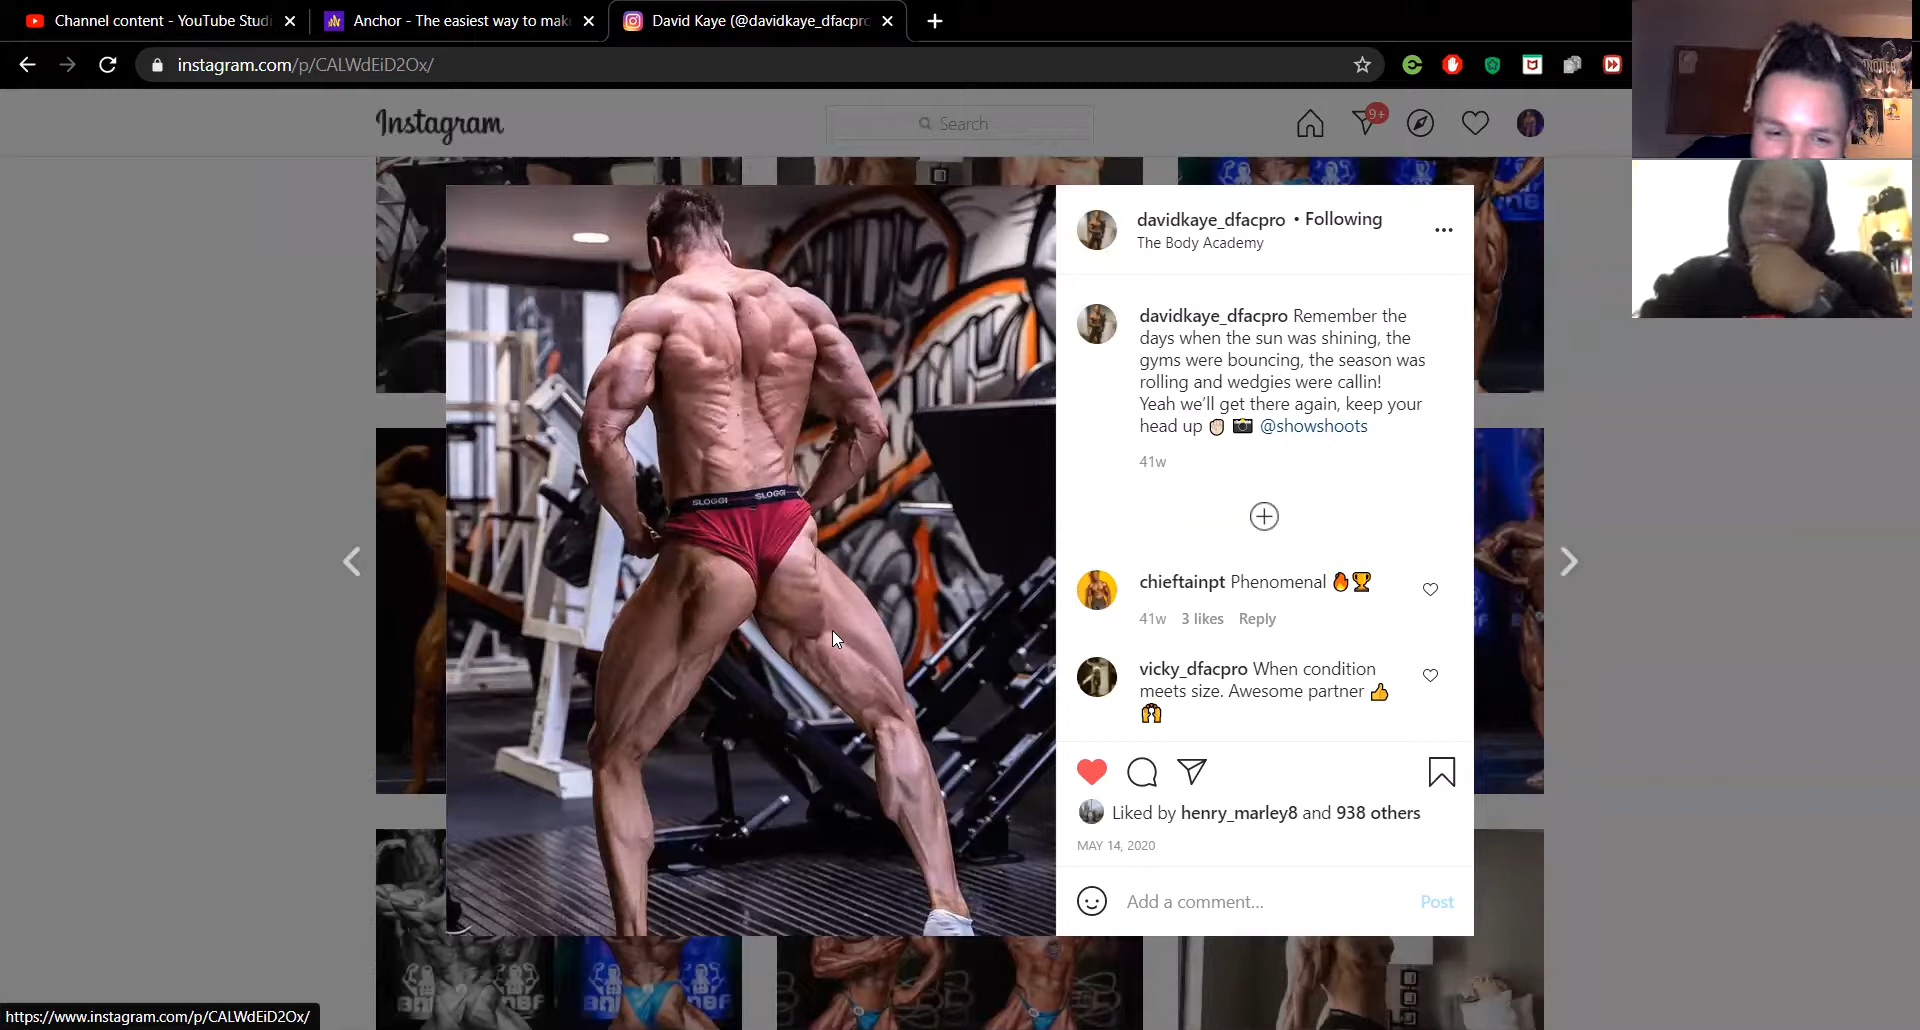 Channel content - YouTube Studi
Anchor - The easiest way to mak
David Kaye (@davidkaye_dfacpro
instagram.com/p/CALWdEiD2Ox/
Instagram
Search
9+
davidkaye_dfacpro • Following
The Body Academy
davidkaye_dfacpro Remember the
days when the sun was shining, the
gyms were bouncing, the season was
rolling and wedgies were callin!
Yeah we'll get there again, keep your
head up ✊🏻 📷 @showshoots
41w
SLOGGI SLOGGI
chieftainpt Phenomenal 🔥🏆
41w 3 likes Reply
vicky_dfacpro When condition
meets size. Awesome partner 👍
🙌
Liked by henry_marley8 and 938 others
MAY 14, 2020
Add a comment...
Post
https://www.instagram.com/p/CALWdEiD2Ox/